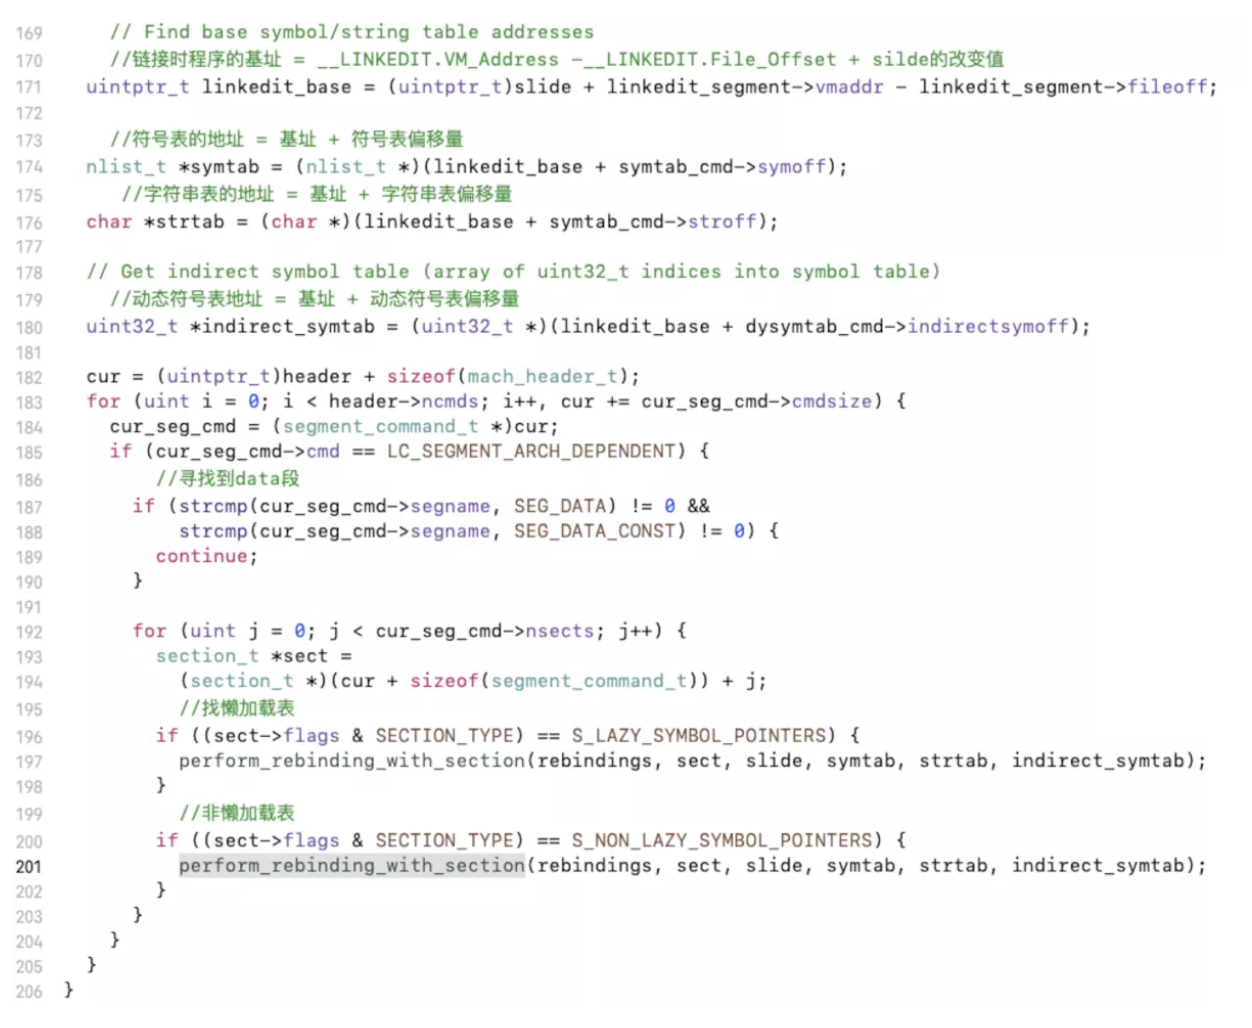 169 // Find base symbol/string table addresses
170 //链接时程序的基址 = __LINKEDIT.VM_Address -__LINKEDIT.File_Offset + silde的改变值
171 uintptr_t linkedit_base = (uintptr_t)slide + linkedit_segment->vmaddr - linkedit_segment->fileoff;
172
173 //符号表的地址 = 基址 + 符号表偏移量
174 nlist_t *symtab = (nlist_t *)(linkedit_base + symtab_cmd->symoff);
175 //字符串表的地址 = 基址 + 字符串表偏移量
176 char *strtab = (char *)(linkedit_base + symtab_cmd->stroff);
177
178 // Get indirect symbol table (array of uint32_t indices into symbol table)
179 //动态符号表地址 = 基址 + 动态符号表偏移量
180 uint32_t *indirect_symtab = (uint32_t *)(linkedit_base + dysymtab_cmd->indirectsymoff);
181
182 cur = (uintptr_t)header + sizeof(mach_header_t);
183 for (uint i = 0; i < header->ncmds; i++, cur += cur_seg_cmd->cmdsize) {
184 cur_seg_cmd = (segment_command_t *)cur;
185 if (cur_seg_cmd->cmd == LC_SEGMENT_ARCH_DEPENDENT) {
186 //寻找到data段
187 if (strcmp(cur_seg_cmd->segname, SEG_DATA) != 0 &&
188 strcmp(cur_seg_cmd->segname, SEG_DATA_CONST) != 0) {
189 continue;
190 }
191
192 for (uint j = 0; j < cur_seg_cmd->nsects; j++) {
193 section_t *sect =
194 (section_t *)(cur + sizeof(segment_command_t)) + j;
195 //找懒加载表
196 if ((sect->flags & SECTION_TYPE) == S_LAZY_SYMBOL_POINTERS) {
197 perform_rebinding_with_section(rebindings, sect, slide, symtab, strtab, indirect_symtab);
198 }
199 //非懒加载表
200 if ((sect->flags & SECTION_TYPE) == S_NON_LAZY_SYMBOL_POINTERS) {
201 perform_rebinding_with_section(rebindings, sect, slide, symtab, strtab, indirect_symtab);
202 }
203 }
204 }
205 }
206 }